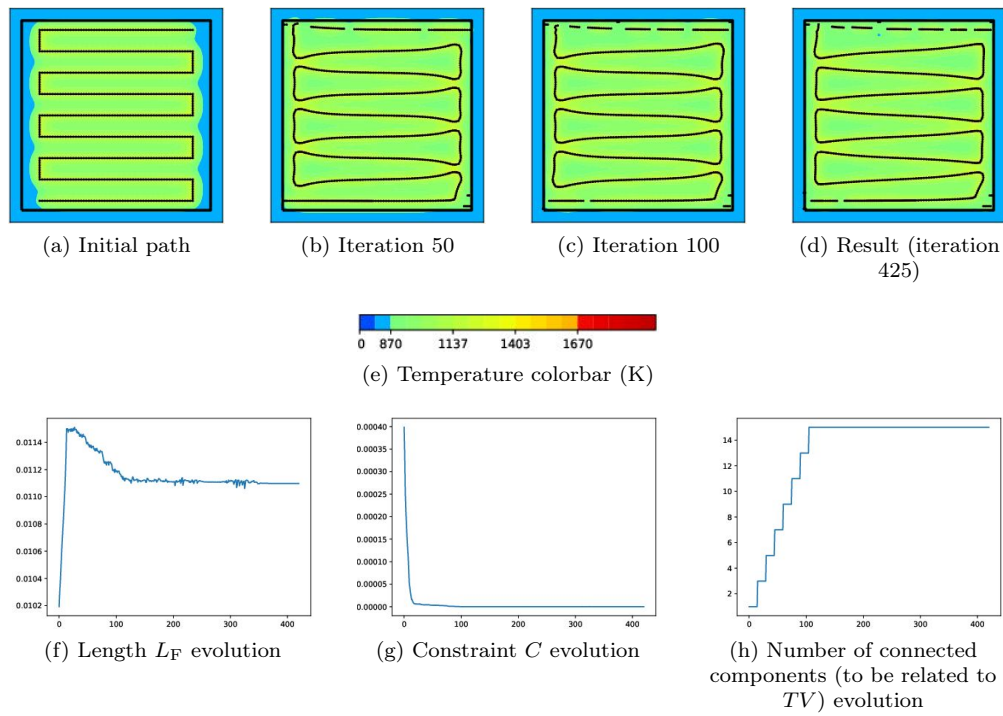 (a) Initial path
(b) Iteration 50
(c) Iteration 100
(d) Result (iteration
425)
0 870 1137 1403 1670
(e) Temperature colorbar (K)
0.0114
0.0112
0.0110
0.0108
0.0106
0.0104
0.0102
0 100 200 300 400
(f) Length L_F evolution
0.00040
0.00035
0.00030
0.00025
0.00020
0.00015
0.00010
0.00005
0.00000
0 100 200 300 400
(g) Constraint C evolution
14
12
10
8
6
4
2
0 100 200 300 400
(h) Number of connected
components (to be related to
TV) evolution